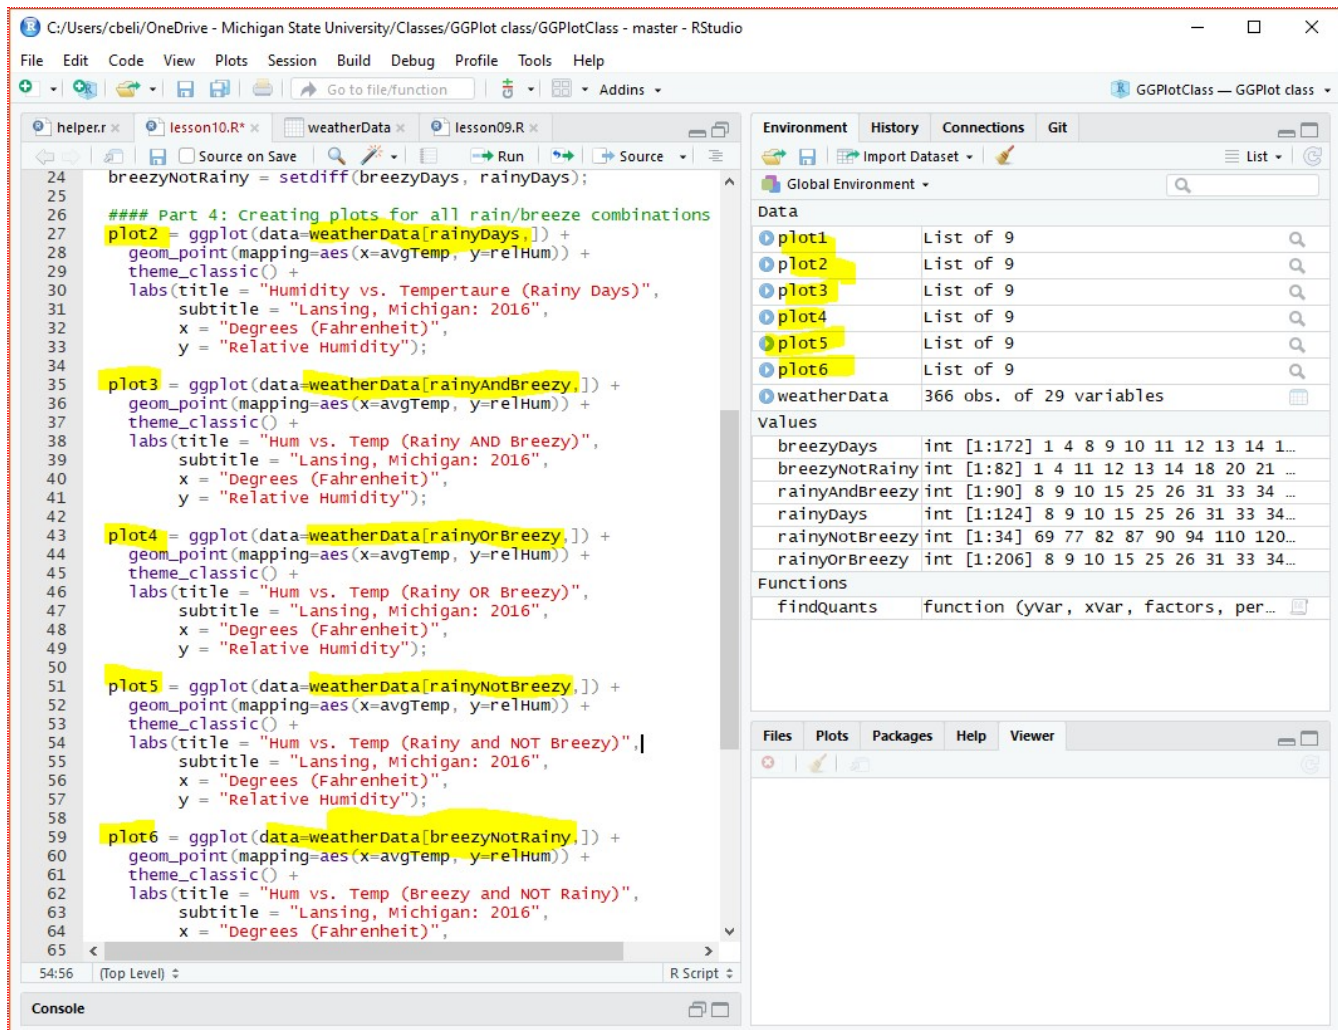 C:/Users/cbeli/OneDrive - Michigan State University/Classes/GGPlot class/GGPlotClass - master - RStudio
File Edit Code View Plots Session Build Debug Profile Tools Help
Go to file/function Addins GGPlotClass — GGPlot class
helper.r lesson10.R* weatherData lesson09.R
Source on Save Run Source
24 breezyNotRainy = setdiff(breezyDays, rainyDays);
25
26 #### Part 4: Creating plots for all rain/breeze combinations
27 plot2 = ggplot(data=weatherData[rainyDays,]) +
28 geom_point(mapping=aes(x=avgTemp, y=relHum)) +
29 theme_classic() +
30 labs(title = "Humidity vs. Tempertaure (Rainy Days)",
31 subtitle = "Lansing, Michigan: 2016",
32 x = "Degrees (Fahrenheit)",
33 y = "Relative Humidity");
34
35 plot3 = ggplot(data=weatherData[rainyAndBreezy,]) +
36 geom_point(mapping=aes(x=avgTemp, y=relHum)) +
37 theme_classic() +
38 labs(title = "Hum vs. Temp (Rainy AND Breezy)",
39 subtitle = "Lansing, Michigan: 2016",
40 x = "Degrees (Fahrenheit)",
41 y = "Relative Humidity");
42
43 plot4 = ggplot(data=weatherData[rainyOrBreezy,]) +
44 geom_point(mapping=aes(x=avgTemp, y=relHum)) +
45 theme_classic() +
46 labs(title = "Hum vs. Temp (Rainy OR Breezy)",
47 subtitle = "Lansing, Michigan: 2016",
48 x = "Degrees (Fahrenheit)",
49 y = "Relative Humidity");
50
51 plot5 = ggplot(data=weatherData[rainyNotBreezy,]) +
52 geom_point(mapping=aes(x=avgTemp, y=relHum)) +
53 theme_classic() +
54 labs(title = "Hum vs. Temp (Rainy and NOT Breezy)",
55 subtitle = "Lansing, Michigan: 2016",
56 x = "Degrees (Fahrenheit)",
57 y = "Relative Humidity");
58
59 plot6 = ggplot(data=weatherData[breezyNotRainy,]) +
60 geom_point(mapping=aes(x=avgTemp, y=relHum)) +
61 theme_classic() +
62 labs(title = "Hum vs. Temp (Breezy and NOT Rainy)",
63 subtitle = "Lansing, Michigan: 2016",
64 x = "Degrees (Fahrenheit)",
65
54:56 (Top Level) R Script
Console
Environment History Connections Git
Import Dataset List
Global Environment
Data
plot1 List of 9
plot2 List of 9
plot3 List of 9
plot4 List of 9
plot5 List of 9
plot6 List of 9
weatherData 366 obs. of 29 variables
Values
breezyDays int [1:172] 1 4 8 9 10 11 12 13 14 1…
breezyNotRainy int [1:82] 1 4 11 12 13 14 18 20 21 …
rainyAndBreezy int [1:90] 8 9 10 15 25 26 31 33 34 …
rainyDays int [1:124] 8 9 10 15 25 26 31 33 34…
rainyNotBreezy int [1:34] 69 77 82 87 90 94 110 120…
rainyOrBreezy int [1:206] 8 9 10 15 25 26 31 33 34…
Functions
findQuants function (yVar, xVar, factors, per…
Files Plots Packages Help Viewer